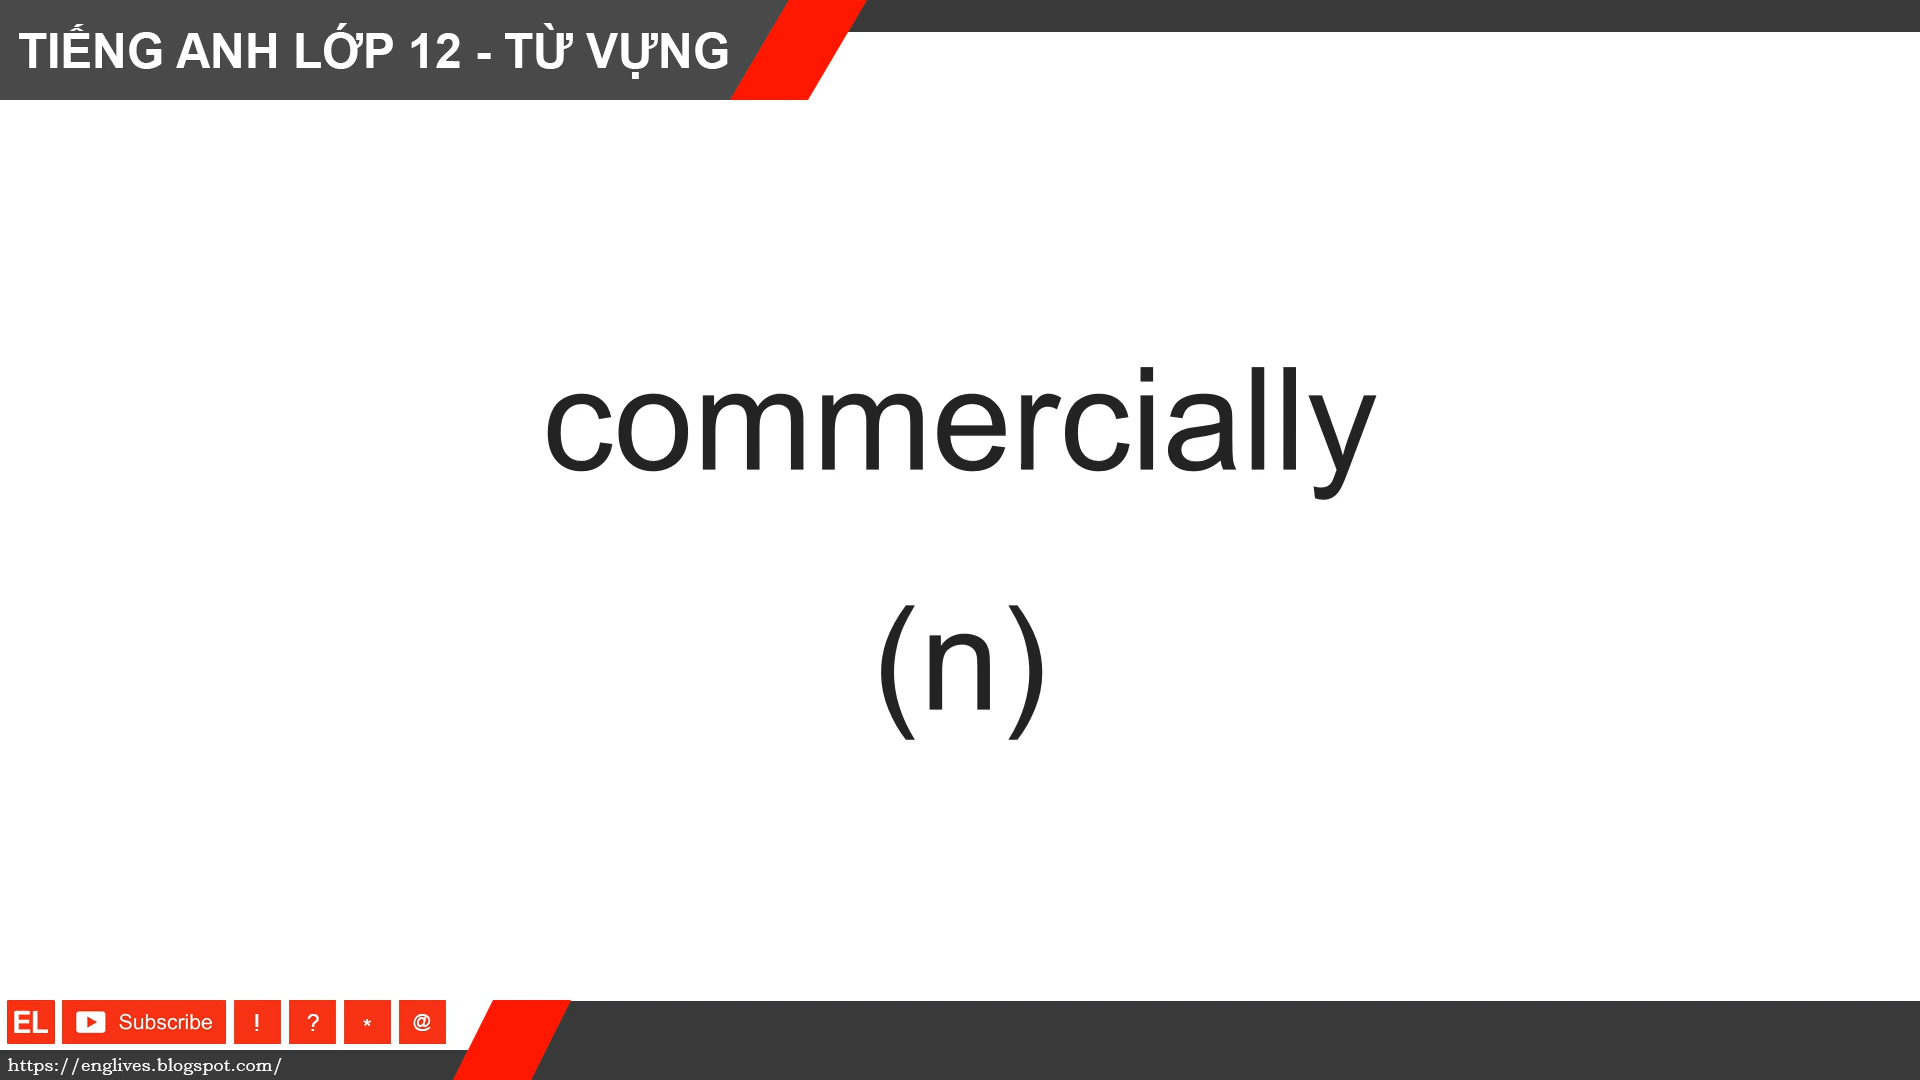 TIẾNG ANH LỚP 12 - TỪ VỰNG
commercially
(n)
EL Subscribe ! ? * @
https://englives.blogspot.com/